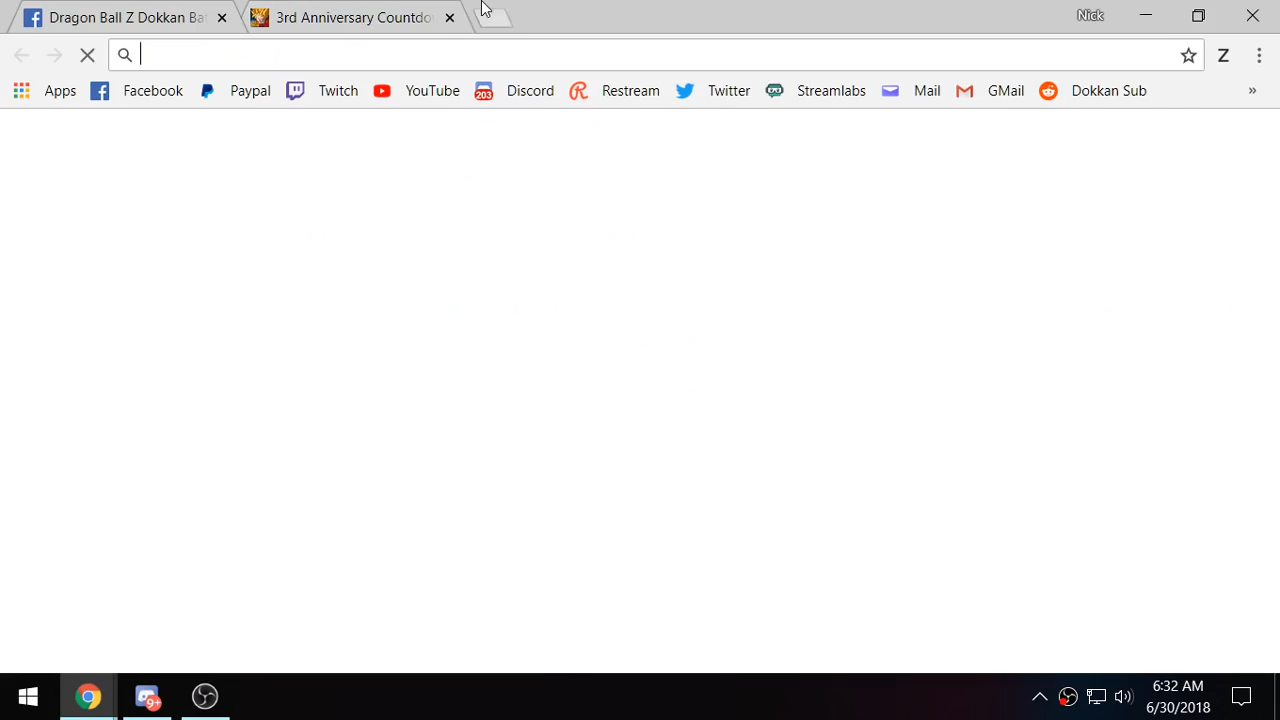 Dragon Ball Z Dokkan Ba
3rd Anniversary Countdo
Nick
Z
Apps Facebook Paypal Twitch YouTube 203 Discord Restream Twitter Streamlabs Mail GMail Dokkan Sub »
9+
6:32 AM
6/30/2018